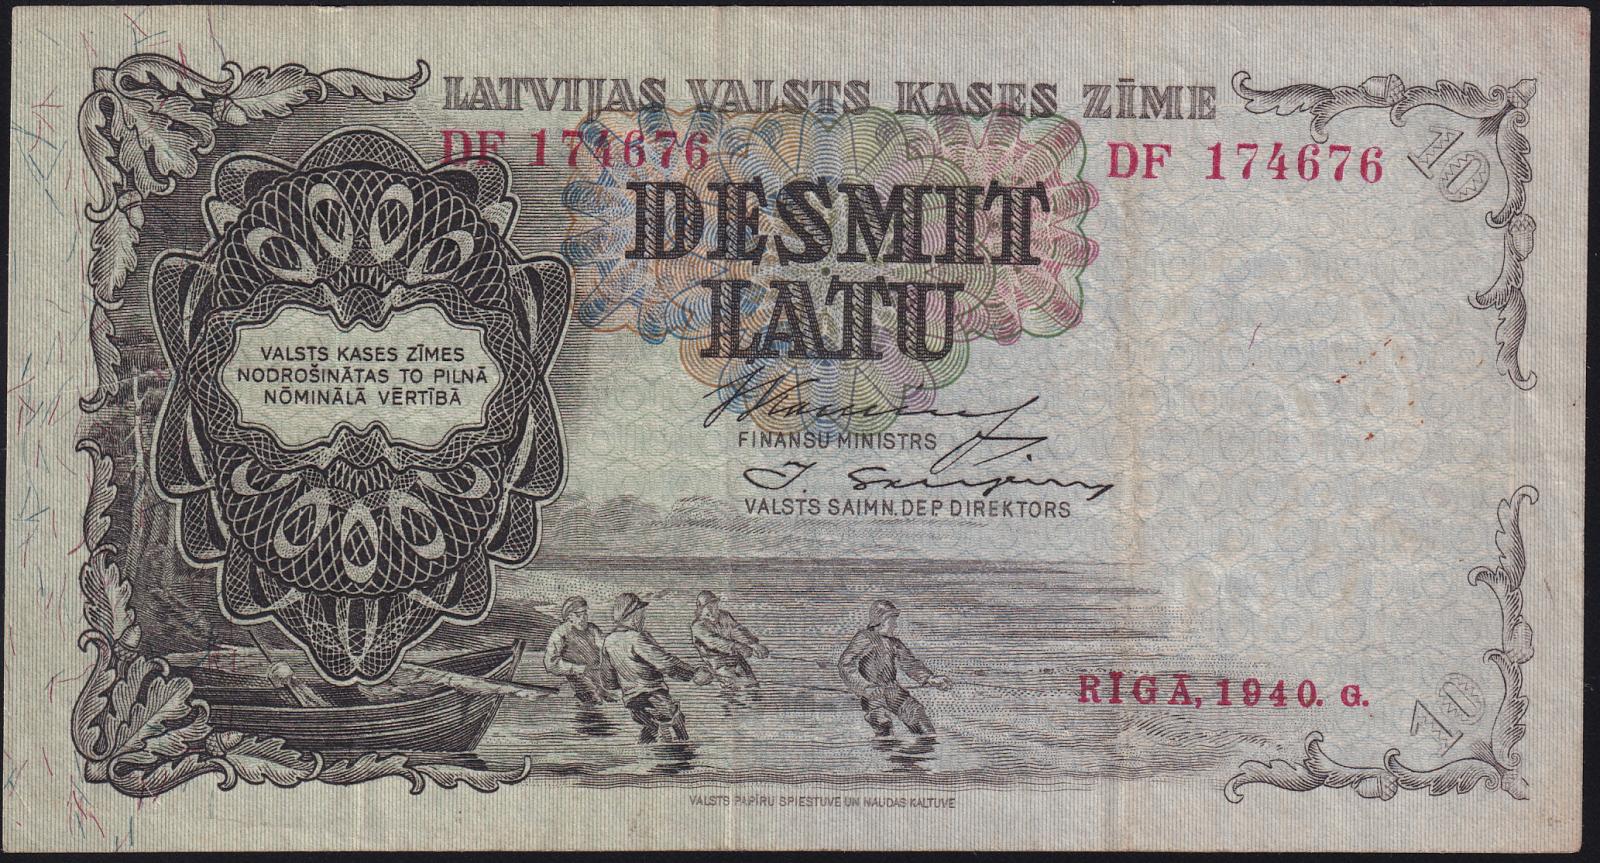 LATVIJAS VALSTS KASES ZĪME
DF 174676
DF 174676
10
DESMIT
LATU
VALSTS KASES ZĪMES
NODROŠINĀTAS TO PILNĀ
NŌMINĀLĀ VĒRTĪBĀ
FINANSU MINISTRS
VALSTS SAIMN. DEP DIREKTORS
RĪGĀ, 1940. G.
10
VALSTS PAPĪRU SPIESTUVE UN NAUDAS KALTUVE